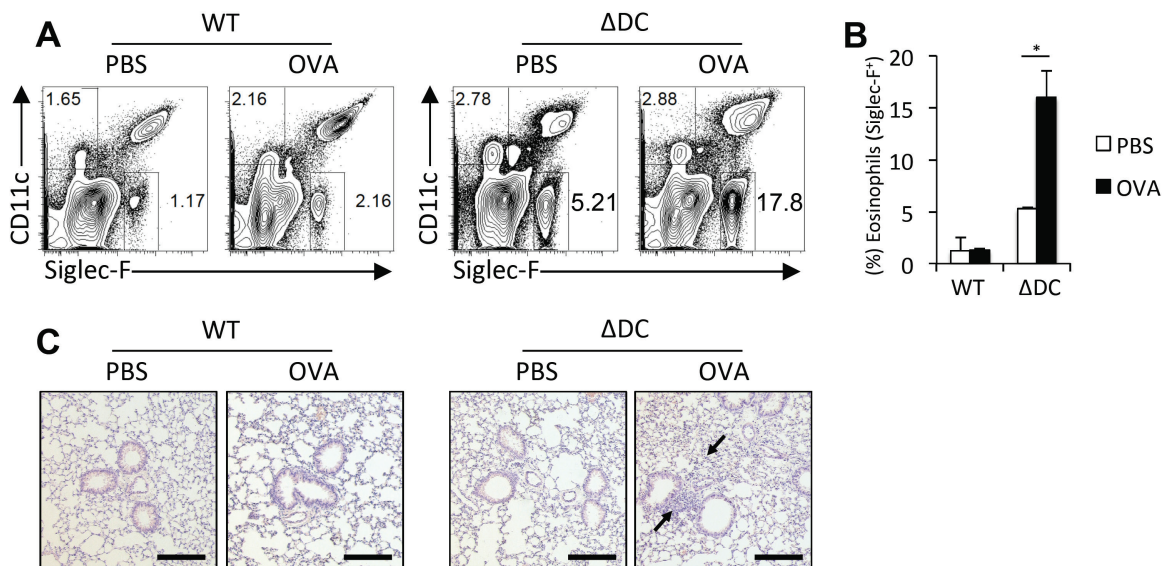 A
WT
ΔDC
PBS
OVA
PBS
OVA
1.65
2.16
2.78
2.88
1.17
2.16
5.21
17.8
CD11c
CD11c
Siglec-F
Siglec-F
B
(%) Eosinophils (Siglec-F⁺)
20
15
10
5
0
*
WT
ΔDC
PBS
OVA
C
WT
ΔDC
PBS
OVA
PBS
OVA